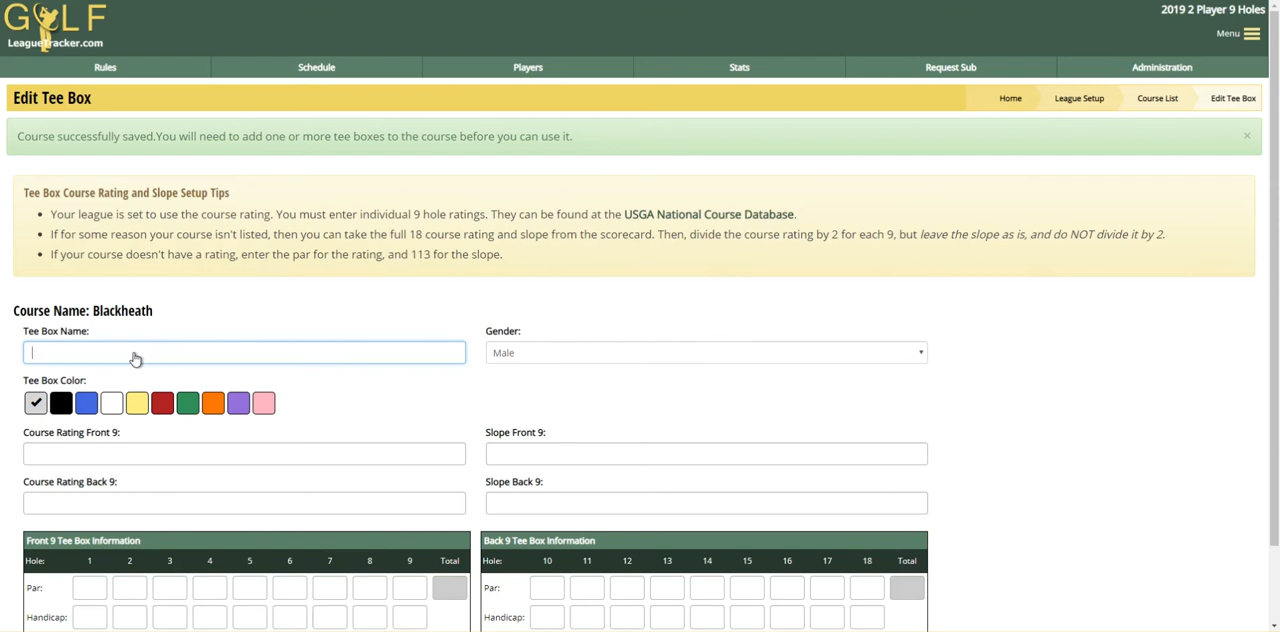 GOLF
LeagueTracker.com
2019 2 Player 9 Holes
Menu
Rules Schedule Players Stats Request Sub Administration
Edit Tee Box
Home League Setup Course List Edit Tee Box
Course successfully saved.You will need to add one or more tee boxes to the course before you can use it. ×
Tee Box Course Rating and Slope Setup Tips
• Your league is set to use the course rating. You must enter individual 9 hole ratings. They can be found at the USGA National Course Database.
• If for some reason your course isn't listed, then you can take the full 18 course rating and slope from the scorecard. Then, divide the course rating by 2 for each 9, but leave the slope as is, and do NOT divide it by 2.
• If your course doesn't have a rating, enter the par for the rating, and 113 for the slope.
Course Name: Blackheath
Tee Box Name: Gender:
Male
Tee Box Color:
Course Rating Front 9: Slope Front 9:
Course Rating Back 9: Slope Back 9:
Front 9 Tee Box Information Back 9 Tee Box Information
Hole: 1 2 3 4 5 6 7 8 9 Total Hole: 10 11 12 13 14 15 16 17 18 Total
Par: Par:
Handicap: Handicap: